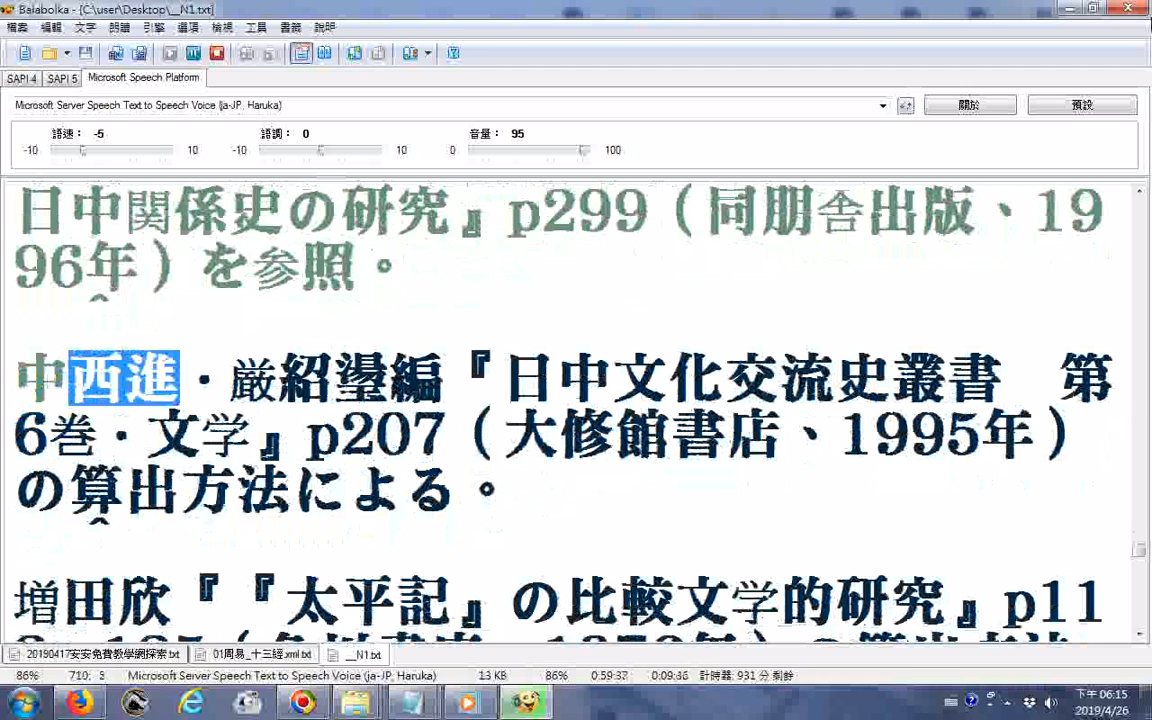 Balabolka - [C:\user\Desktop\__N1.txt]
檔案 編輯 文字 朗讀 引擎 選項 檢視 工具 書籤 說明
SAPI 4 SAPI 5 Microsoft Speech Platform
Microsoft Server Speech Text to Speech Voice (ja-JP, Haruka) 關於 預設
語速： -5 語調： 0 音量： 95
-10 10 -10 10 0 100
日中関係史の研究』p299（同朋舎出版、19
96年）を参照。
中西進・厳紹璗編『日中文化交流史叢書　第
6巻・文学』p207（大修館書店、1995年）
の算出方法による。
増田欣『『太平記』の比較文学的研究』p11
20190417安安免費教學網探索.txt 01周易_十三經.xml.txt __N1.txt
86% 710: 3 Microsoft Server Speech Text to Speech Voice (ja-JP, Haruka) 13 KB 86% 0:59:37 0:09:36 計時器: 931 分 剩餘
下午 06:15
2019/4/26